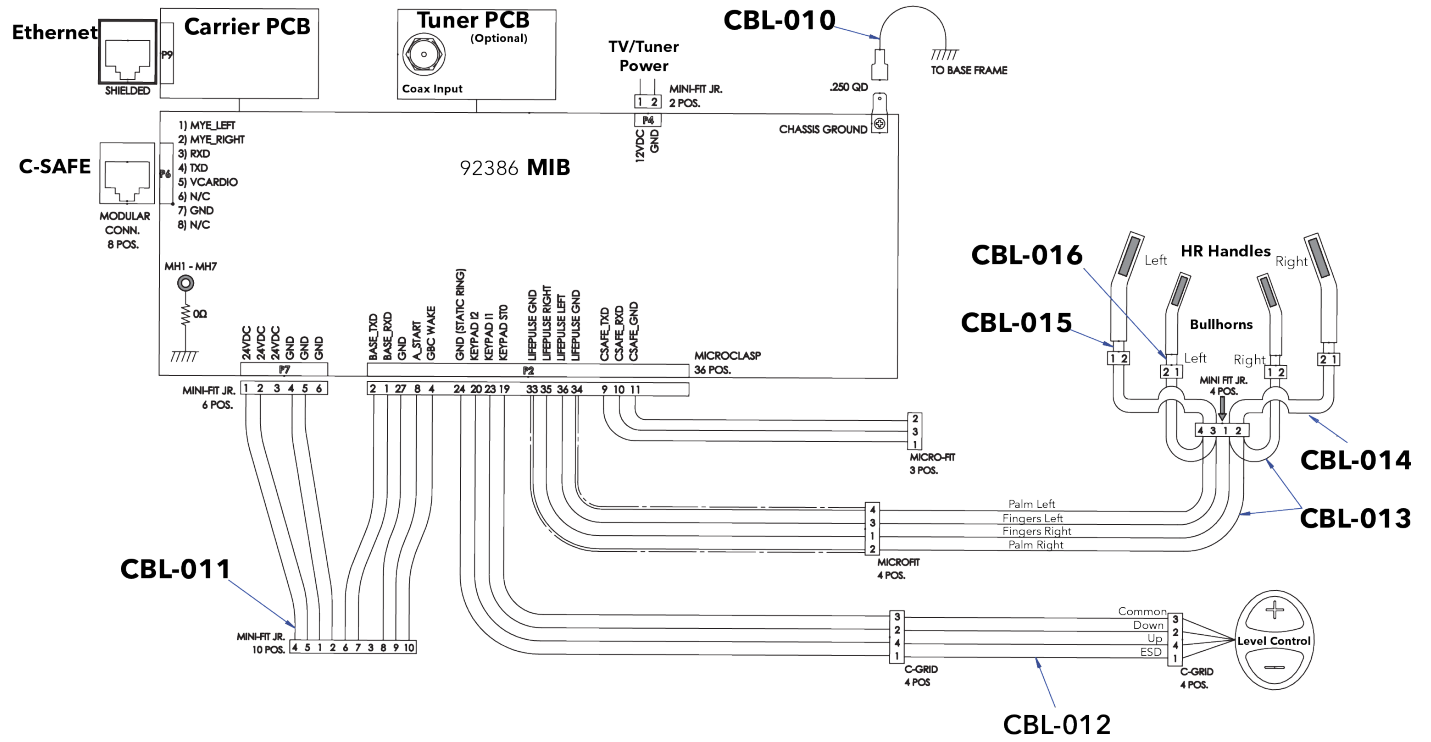 Ethernet
P9
SHIELDED
Carrier PCB
Tuner PCB
(Optional)
Coax Input
TV/Tuner
Power
MINI-FIT JR.
2 POS.
1 2
P4
12VDC
GND
CBL-010
TO BASE FRAME
.250 QD
CHASSIS GROUND
C-SAFE
P6
MODULAR
CONN.
8 POS.
1) MYE_LEFT
2) MYE_RIGHT
3) RXD
4) TXD
5) VCARDIO
6) N/C
7) GND
8) N/C
92386 MIB
MH1 - MH7
0Ω
24VDC
24VDC
24VDC
GND
GND
GND
P7
MINI-FIT JR.
6 POS.
1 2 3 4 5 6
BASE_TXD
BASE_RXD
GND
A_START
GBC WAKE
GND (STATIC RING)
KEYPAD I2
KEYPAD I1
KEYPAD ST0
LIFEPULSE GND
LIFEPULSE RIGHT
LIFEPULSE LEFT
LIFEPULSE GND
CSAFE_TXD
CSAFE_RXD
CSAFE_GND
P2
MICROCLASP
36 POS.
2 1 27 8 4 24 20 23 19 33 35 36 34 9 10 11
2
3
1
MICRO-FIT
3 POS.
CBL-016
CBL-015
HR Handles
Left
Right
Bullhorns
Left
Right
1 2
2 1
1 2
2 1
MINI FIT JR.
4 POS.
4 3 1 2
CBL-014
CBL-013
4
3
1
2
MICROFIT
4 POS.
Palm Left
Fingers Left
Fingers Right
Palm Right
CBL-011
MINI-FIT JR.
10 POS.
4 5 1 2 6 7 3 8 9 10
3
2
4
1
C-GRID
4 POS
Common
Down
Up
ESD
3
2
4
1
C-GRID
4 POS.
Level Control
CBL-012